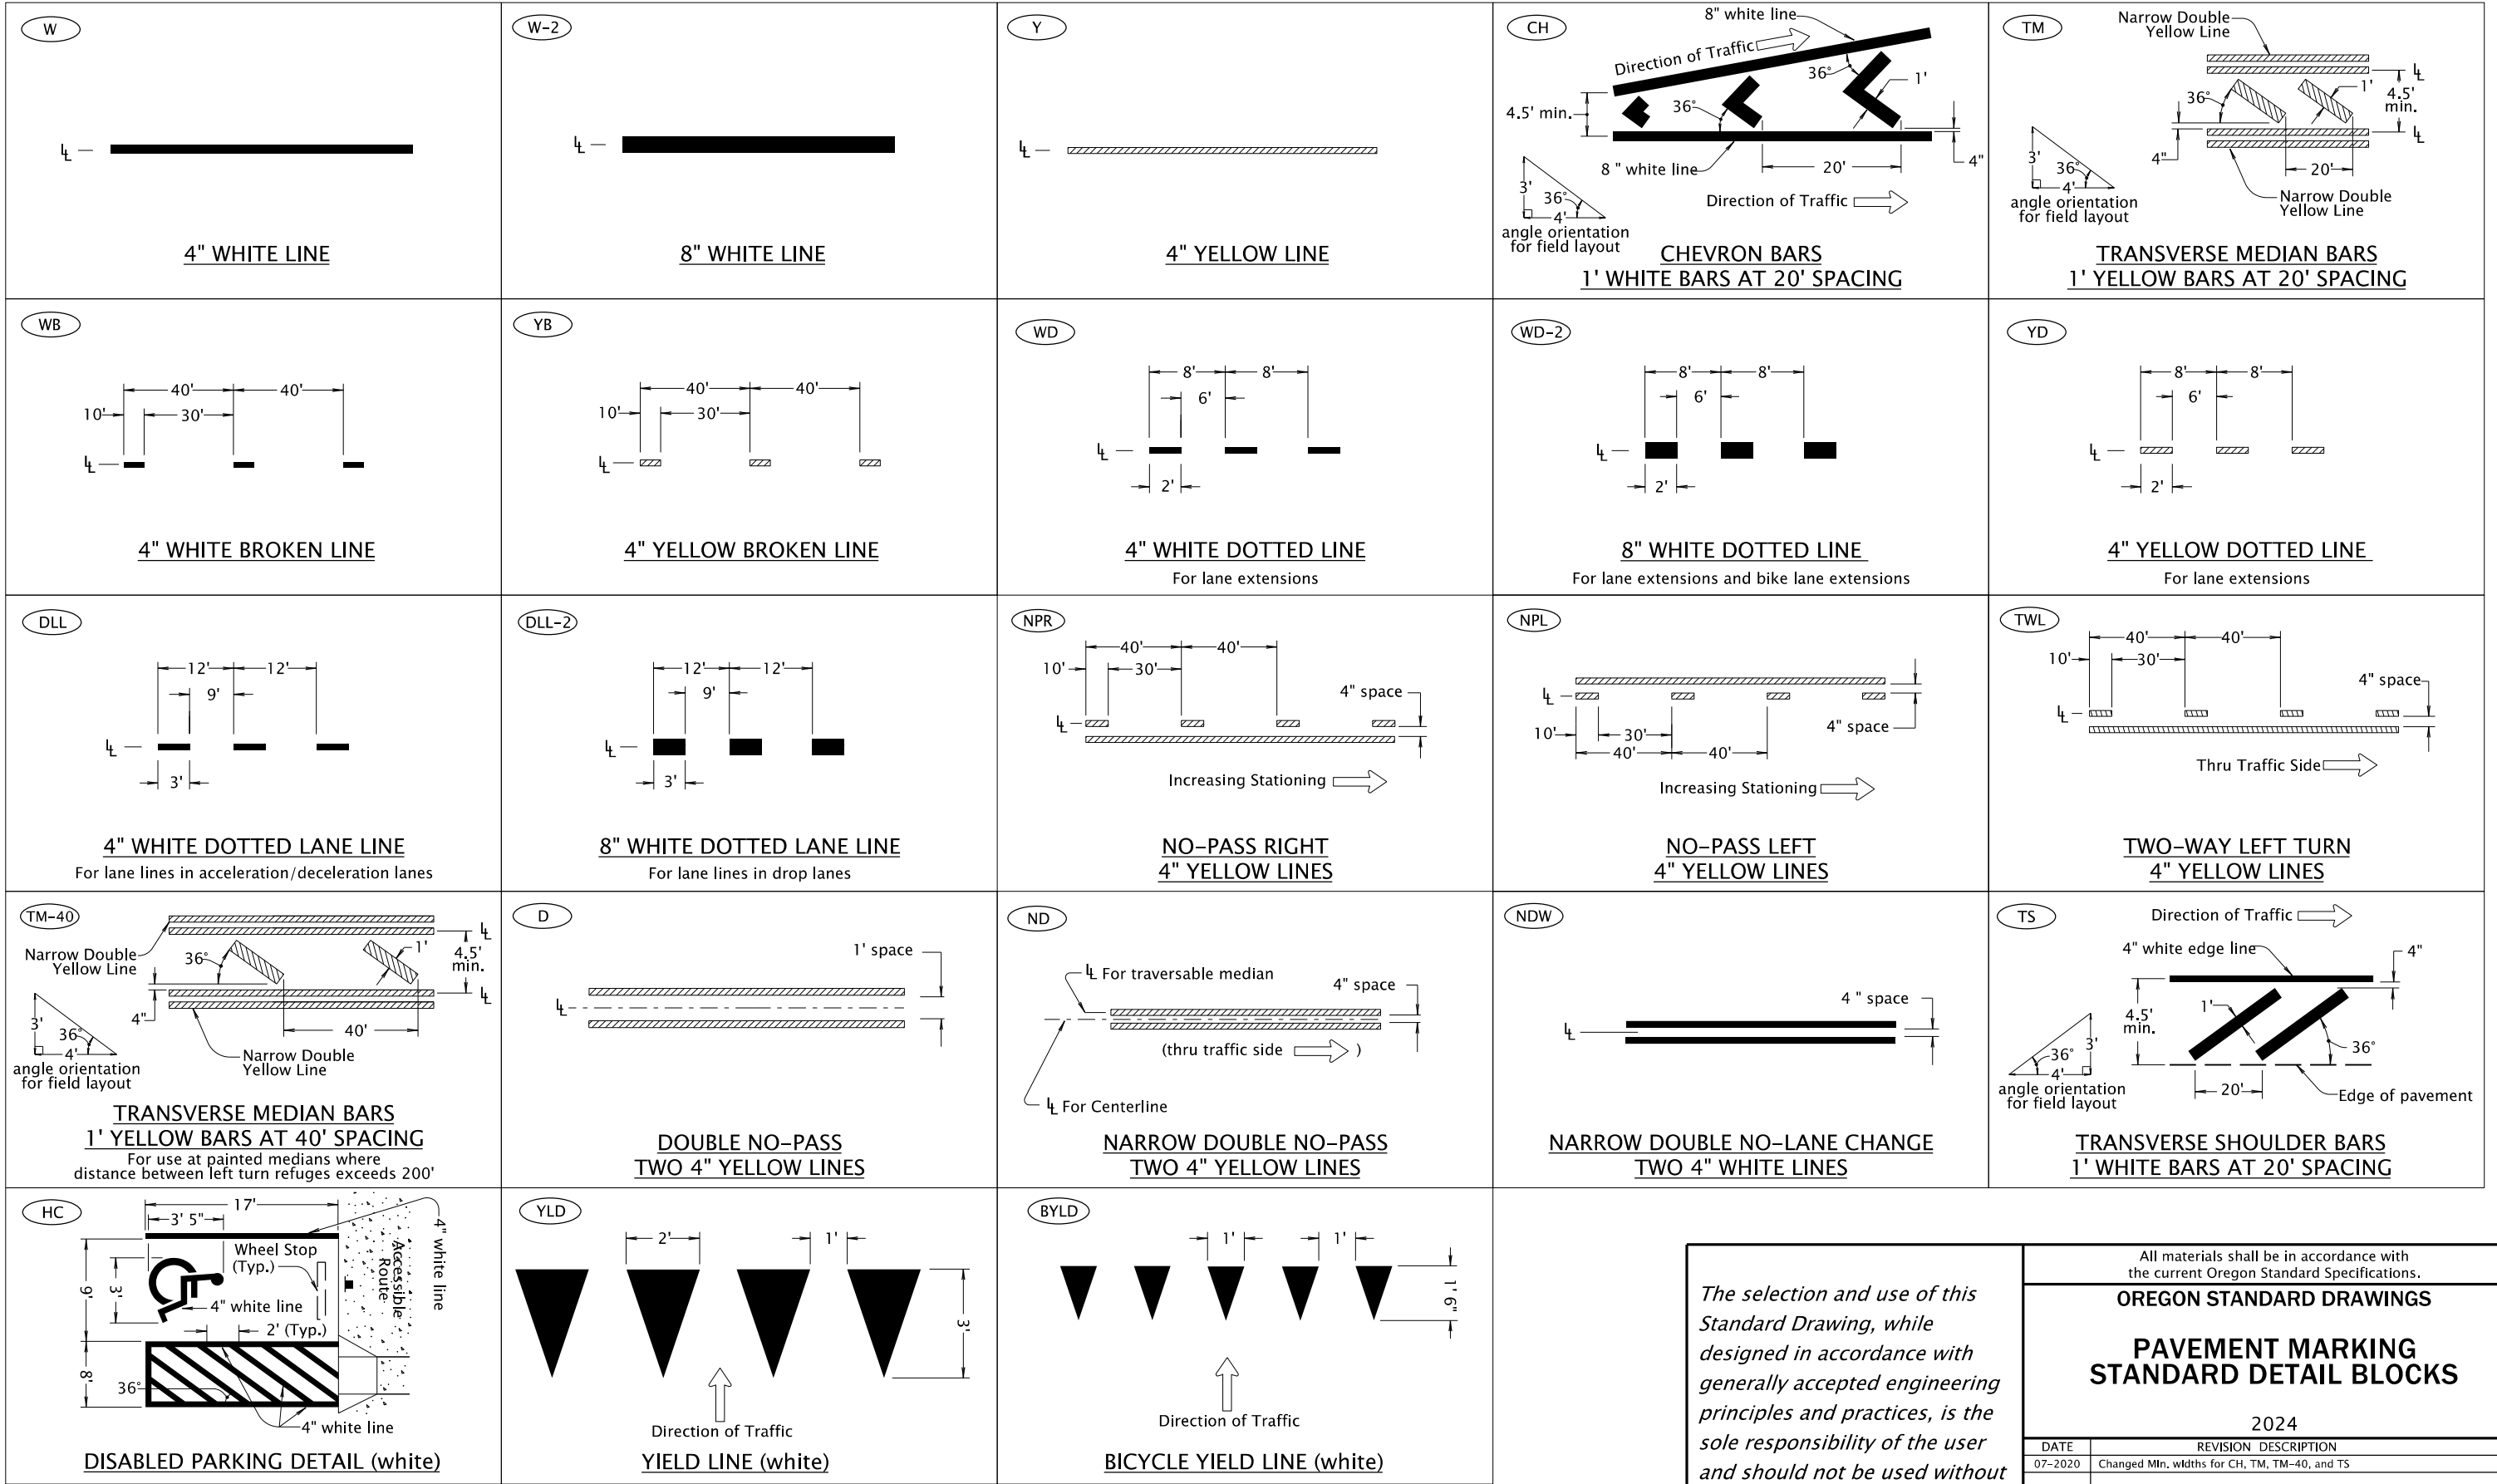 W
L
4" WHITE LINE
W-2
L
8" WHITE LINE
Y
L
4" YELLOW LINE
CH
8" white line
Direction of Traffic
36°
1'
4.5' min.
36°
8 " white line
20'
4"
3'
36°
4'
angle orientation
for field layout
Direction of Traffic
CHEVRON BARS
1' WHITE BARS AT 20' SPACING
TM
Narrow Double
Yellow Line
L
36°
1'
4.5'
min.
L
4"
20'
3'
36°
4'
angle orientation
for field layout
Narrow Double
Yellow Line
TRANSVERSE MEDIAN BARS
1' YELLOW BARS AT 20' SPACING
WB
40' 40'
10' 30'
L
4" WHITE BROKEN LINE
YB
40' 40'
10' 30'
L
4" YELLOW BROKEN LINE
WD
8' 8'
6'
L
2'
4" WHITE DOTTED LINE
For lane extensions
WD-2
8' 8'
6'
L
2'
8" WHITE DOTTED LINE
For lane extensions and bike lane extensions
YD
8' 8'
6'
L
2'
4" YELLOW DOTTED LINE
For lane extensions
DLL
12' 12'
9'
L
3'
4" WHITE DOTTED LANE LINE
For lane lines in acceleration/deceleration lanes
DLL-2
12' 12'
9'
L
3'
8" WHITE DOTTED LANE LINE
For lane lines in drop lanes
NPR
40' 40'
10' 30'
4" space
L
Increasing Stationing
NO-PASS RIGHT
4" YELLOW LINES
NPL
L
4" space
10' 30'
40' 40'
Increasing Stationing
NO-PASS LEFT
4" YELLOW LINES
TWL
40' 40'
10' 30'
4" space
L
Thru Traffic Side
TWO-WAY LEFT TURN
4" YELLOW LINES
TM-40
Narrow Double
Yellow Line
L
36°
1'
4.5'
min.
L
4"
40'
3'
36°
4'
angle orientation
for field layout
Narrow Double
Yellow Line
TRANSVERSE MEDIAN BARS
1' YELLOW BARS AT 40' SPACING
For use at painted medians where
distance between left turn refuges exceeds 200'
D
1' space
L
DOUBLE NO-PASS
TWO 4" YELLOW LINES
ND
L For traversable median
4" space
(thru traffic side )
L For Centerline
NARROW DOUBLE NO-PASS
TWO 4" YELLOW LINES
NDW
4 " space
L
NARROW DOUBLE NO-LANE CHANGE
TWO 4" WHITE LINES
TS
Direction of Traffic
4" white edge line
4"
1'
4.5'
min.
36°
3'
36°
4'
angle orientation
for field layout
20'
Edge of pavement
TRANSVERSE SHOULDER BARS
1' WHITE BARS AT 20' SPACING
HC
17'
3' 5"
4" white line
Wheel Stop
(Typ.)
Accessible
Route
9'
3'
4" white line
2' (Typ.)
8'
36°
4" white line
DISABLED PARKING DETAIL (white)
YLD
2' 1'
3'
Direction of Traffic
YIELD LINE (white)
BYLD
1' 1'
1' 6"
Direction of Traffic
BICYCLE YIELD LINE (white)
The selection and use of this
Standard Drawing, while
designed in accordance with
generally accepted engineering
principles and practices, is the
sole responsibility of the user
and should not be used without
All materials shall be in accordance with
the current Oregon Standard Specifications.
OREGON STANDARD DRAWINGS
PAVEMENT MARKING
STANDARD DETAIL BLOCKS
2024
DATE REVISION DESCRIPTION
07-2020 Changed Min. widths for CH, TM, TM-40, and TS